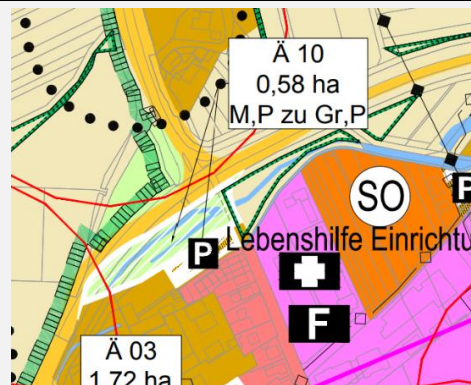 Ä 10
0,58 ha
M,P zu Gr,P
SO
P
P
Lebenshilfe Einrichtu
F
Ä 03
1,72 ha